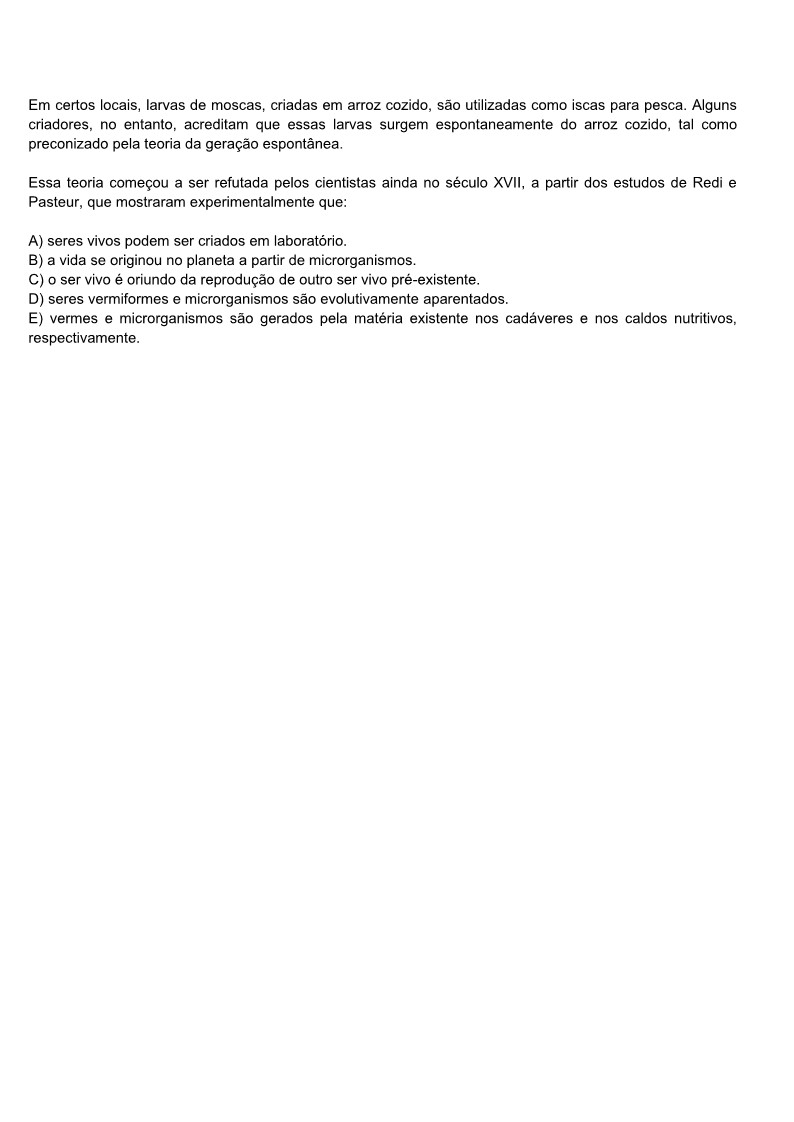 Em certos locais, larvas de moscas, criadas em arroz cozido, são utilizadas como iscas para pesca. Alguns
criadores, no entanto, acreditam que essas larvas surgem espontaneamente do arroz cozido, tal como
preconizado pela teoria da geração espontânea.
Essa teoria começou a ser refutada pelos cientistas ainda no século XVII, a partir dos estudos de Redi e
Pasteur, que mostraram experimentalmente que:
A) seres vivos podem ser criados em laboratório.
B) a vida se originou no planeta a partir de microrganismos.
C) o ser vivo é oriundo da reprodução de outro ser vivo pré-existente.
D) seres vermiformes e microrganismos são evolutivamente aparentados.
E) vermes e microrganismos são gerados pela matéria existente nos cadáveres e nos caldos nutritivos,
respectivamente.